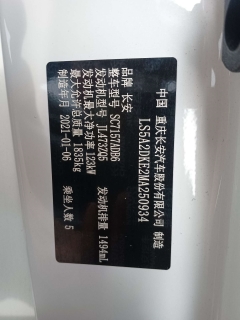 中国 重庆长安汽车股份有限公司 制造
LS5A2DKE2MA250934
品牌 长安
整车型号 SC7157ADB6
发动机型号 JL473ZQ5
发动机最大净功率 123kW
发动机排量 1494mL
最大允许总质量 1835kg
制造年月 2021-01-06
乘坐人数 5